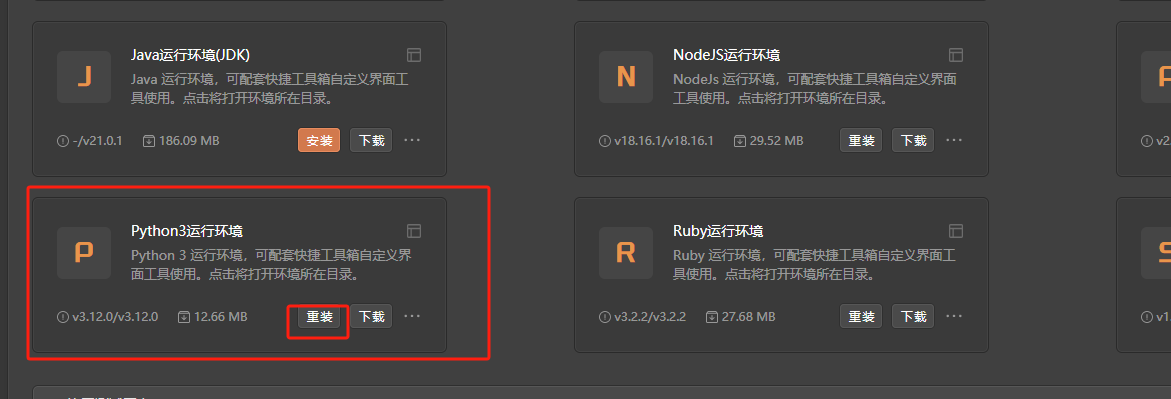 J
Java运行环境(JDK)
Java 运行环境，可配套快捷工具箱自定义界面工
具使用。点击将打开环境所在目录。
-/v21.0.1 186.09 MB 安装 下载 ···
N
NodeJS运行环境
NodeJs 运行环境，可配套快捷工具箱自定义界面
工具使用。点击将打开环境所在目录。
v18.16.1/v18.16.1 29.52 MB 重装 下载 ···
v2
P
Python3运行环境
Python 3 运行环境，可配套快捷工具箱自定义界
面工具使用。点击将打开环境所在目录。
v3.12.0/v3.12.0 12.66 MB 重装 下载 ···
R
Ruby运行环境
Ruby 运行环境，可配套快捷工具箱自定义界面工
具使用。点击将打开环境所在目录。
v3.2.2/v3.2.2 27.68 MB 重装 下载 ···
S
v1